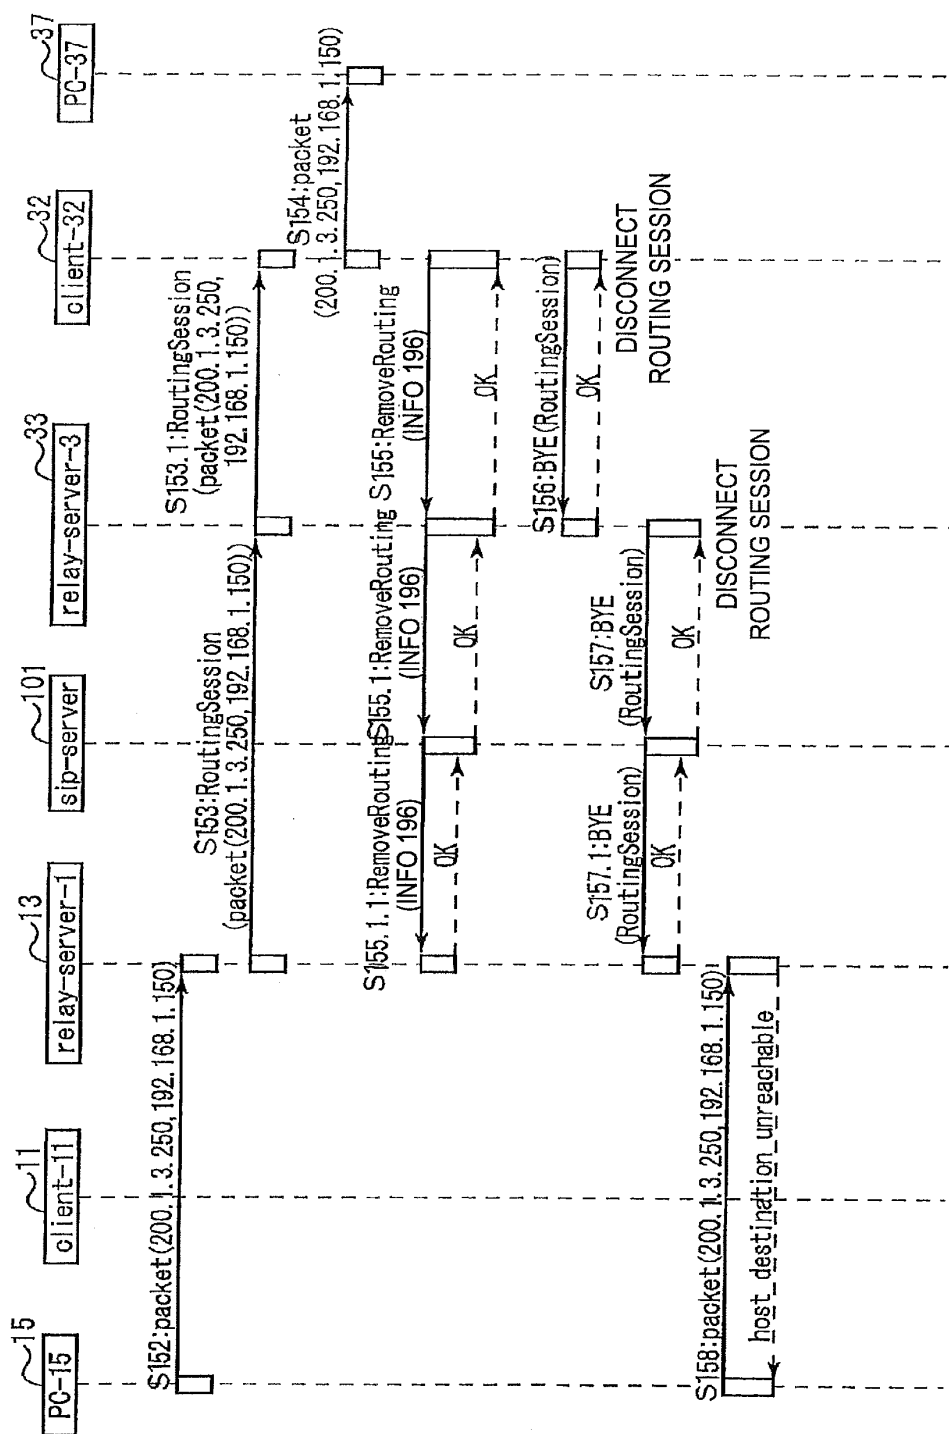 15
PC-15
11
client-11
13
relay-server-1
101
sip-server
33
relay-server-3
32
client-32
37
PC-37
S152:packet(200.1.3.250,192.168.1.150)
S153:RoutingSession
(packet(200.1.3.250,192.168.1.150))
S153.1:RoutingSession
(packet(200.1.3.250,
192.168.1.150))
S154:packet
(200.1.3.250,192.168.1.150)
S155.1.1:RemoveRouting
(INFO 196)
OK
S155.1:RemoveRouting
(INFO 196)
OK
S155:RemoveRouting
(INFO 196)
OK
S156:BYE(RoutingSession)
OK
DISCONNECT
ROUTING SESSION
S157.1:BYE
(RoutingSession)
OK
S157:BYE
(RoutingSession)
OK
DISCONNECT
ROUTING SESSION
S158:packet(200.1.3.250,192.168.1.150)
host destination unreachable